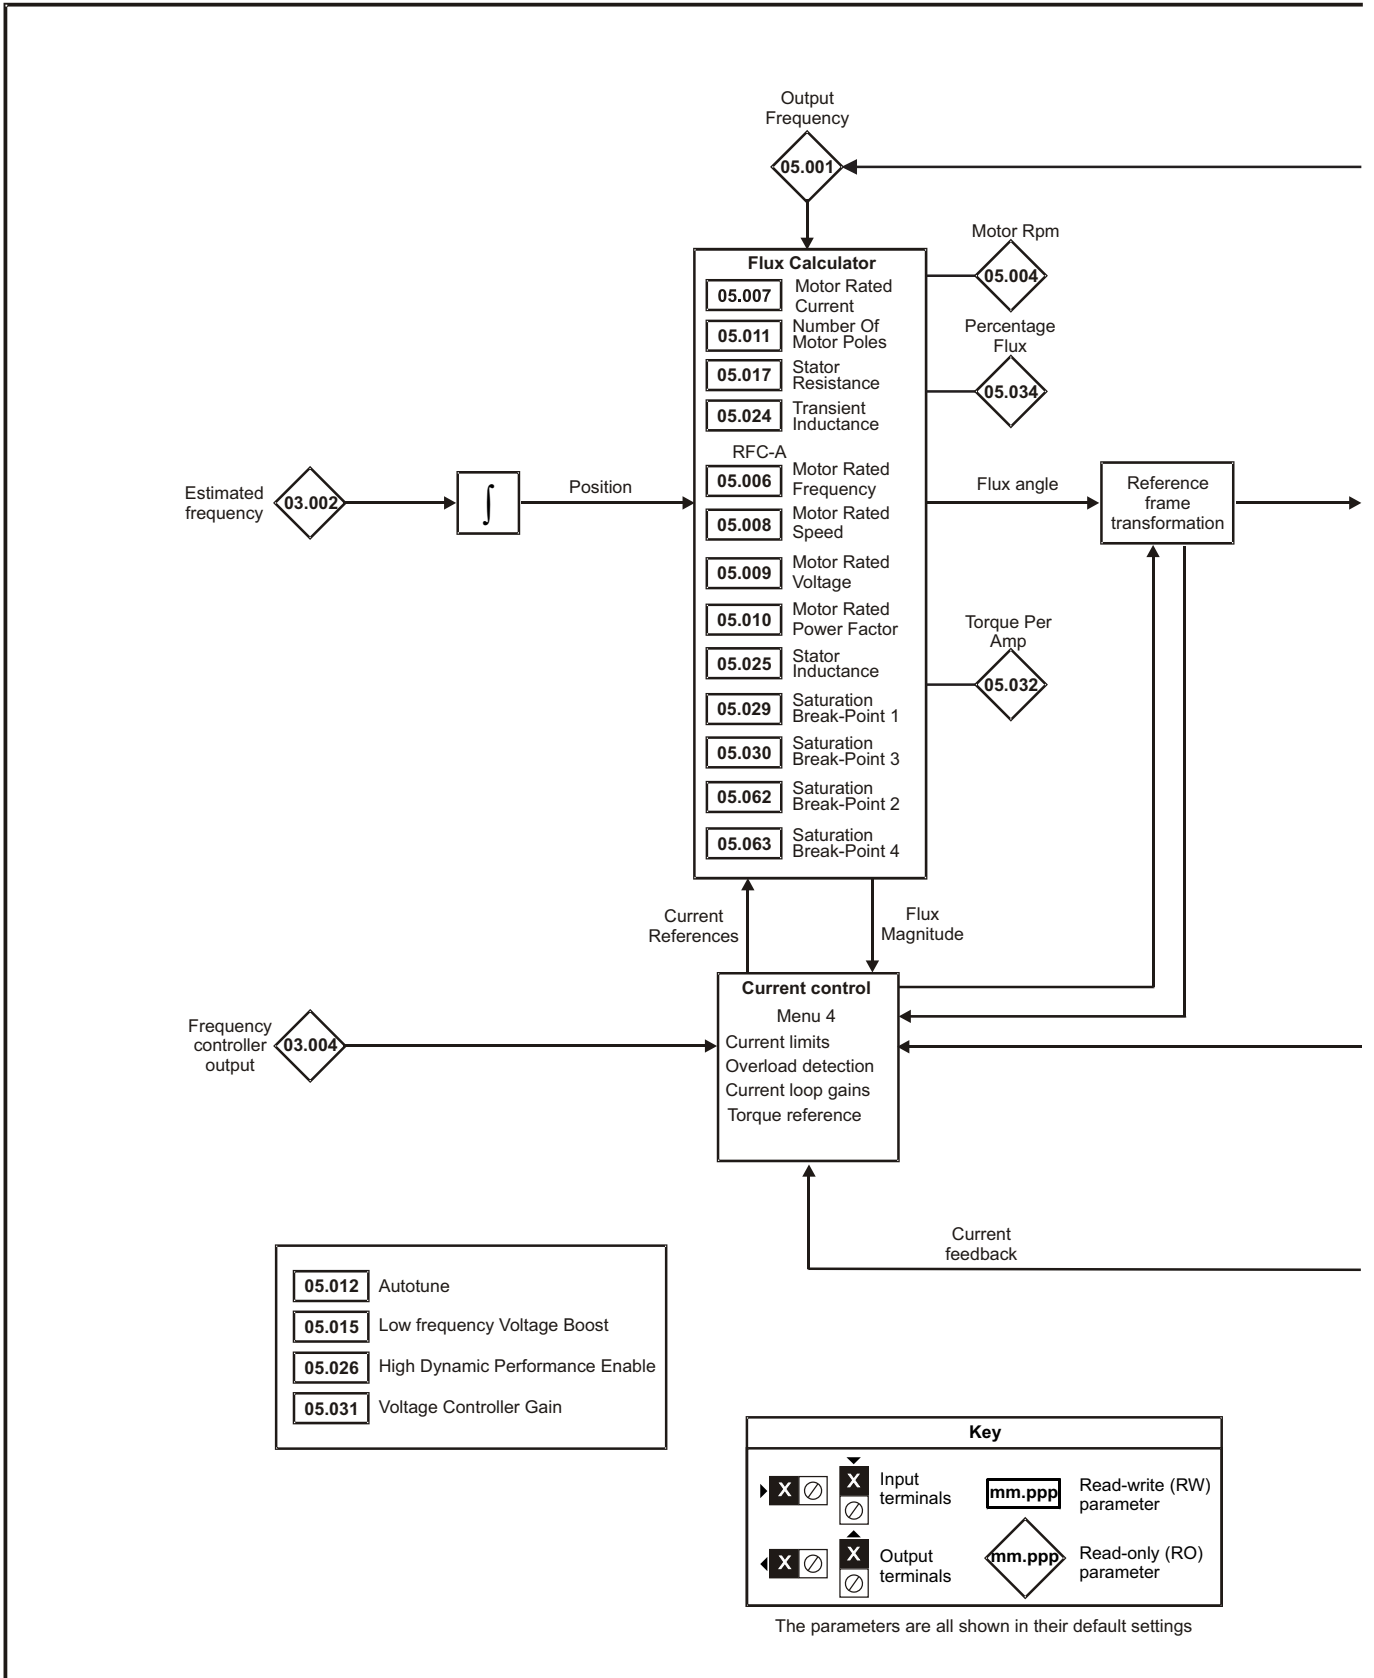 Output
Frequency
05.001
Motor Rpm
05.004
Percentage
Flux
05.034
Flux Calculator
05.007 Motor Rated
Current
05.011 Number Of
Motor Poles
05.017 Stator
Resistance
05.024 Transient
Inductance
RFC-A
05.006 Motor Rated
Frequency
05.008 Motor Rated
Speed
05.009 Motor Rated
Voltage
05.010 Motor Rated
Power Factor
05.025 Stator
Inductance
05.029 Saturation
Break-Point 1
05.030 Saturation
Break-Point 3
05.062 Saturation
Break-Point 2
05.063 Saturation
Break-Point 4
Estimated
frequency
03.002
∫
Position
Flux angle
Reference
frame
transformation
Torque Per
Amp
05.032
Current
References
Flux
Magnitude
Frequency
controller
output
03.004
Current control
Menu 4
Current limits
Overload detection
Current loop gains
Torque reference
Current
feedback
05.012 Autotune
05.015 Low frequency Voltage Boost
05.026 High Dynamic Performance Enable
05.031 Voltage Controller Gain
Key
X
X
Input
terminals
mm.ppp
Read-write (RW)
parameter
X
X
Output
terminals
mm.ppp
Read-only (RO)
parameter
The parameters are all shown in their default settings